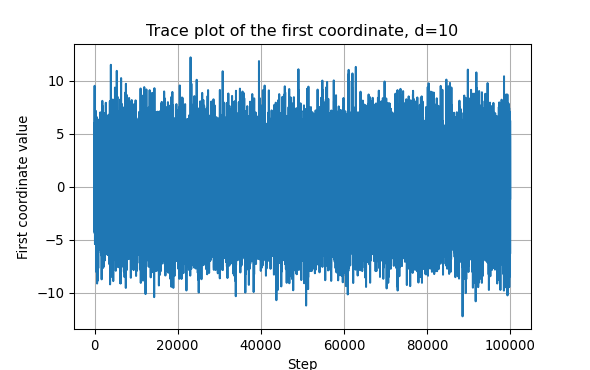 Trace plot of the first coordinate, d=10
First coordinate value
10
5
0
−5
−10
0 20000 40000 60000 80000 100000
Step